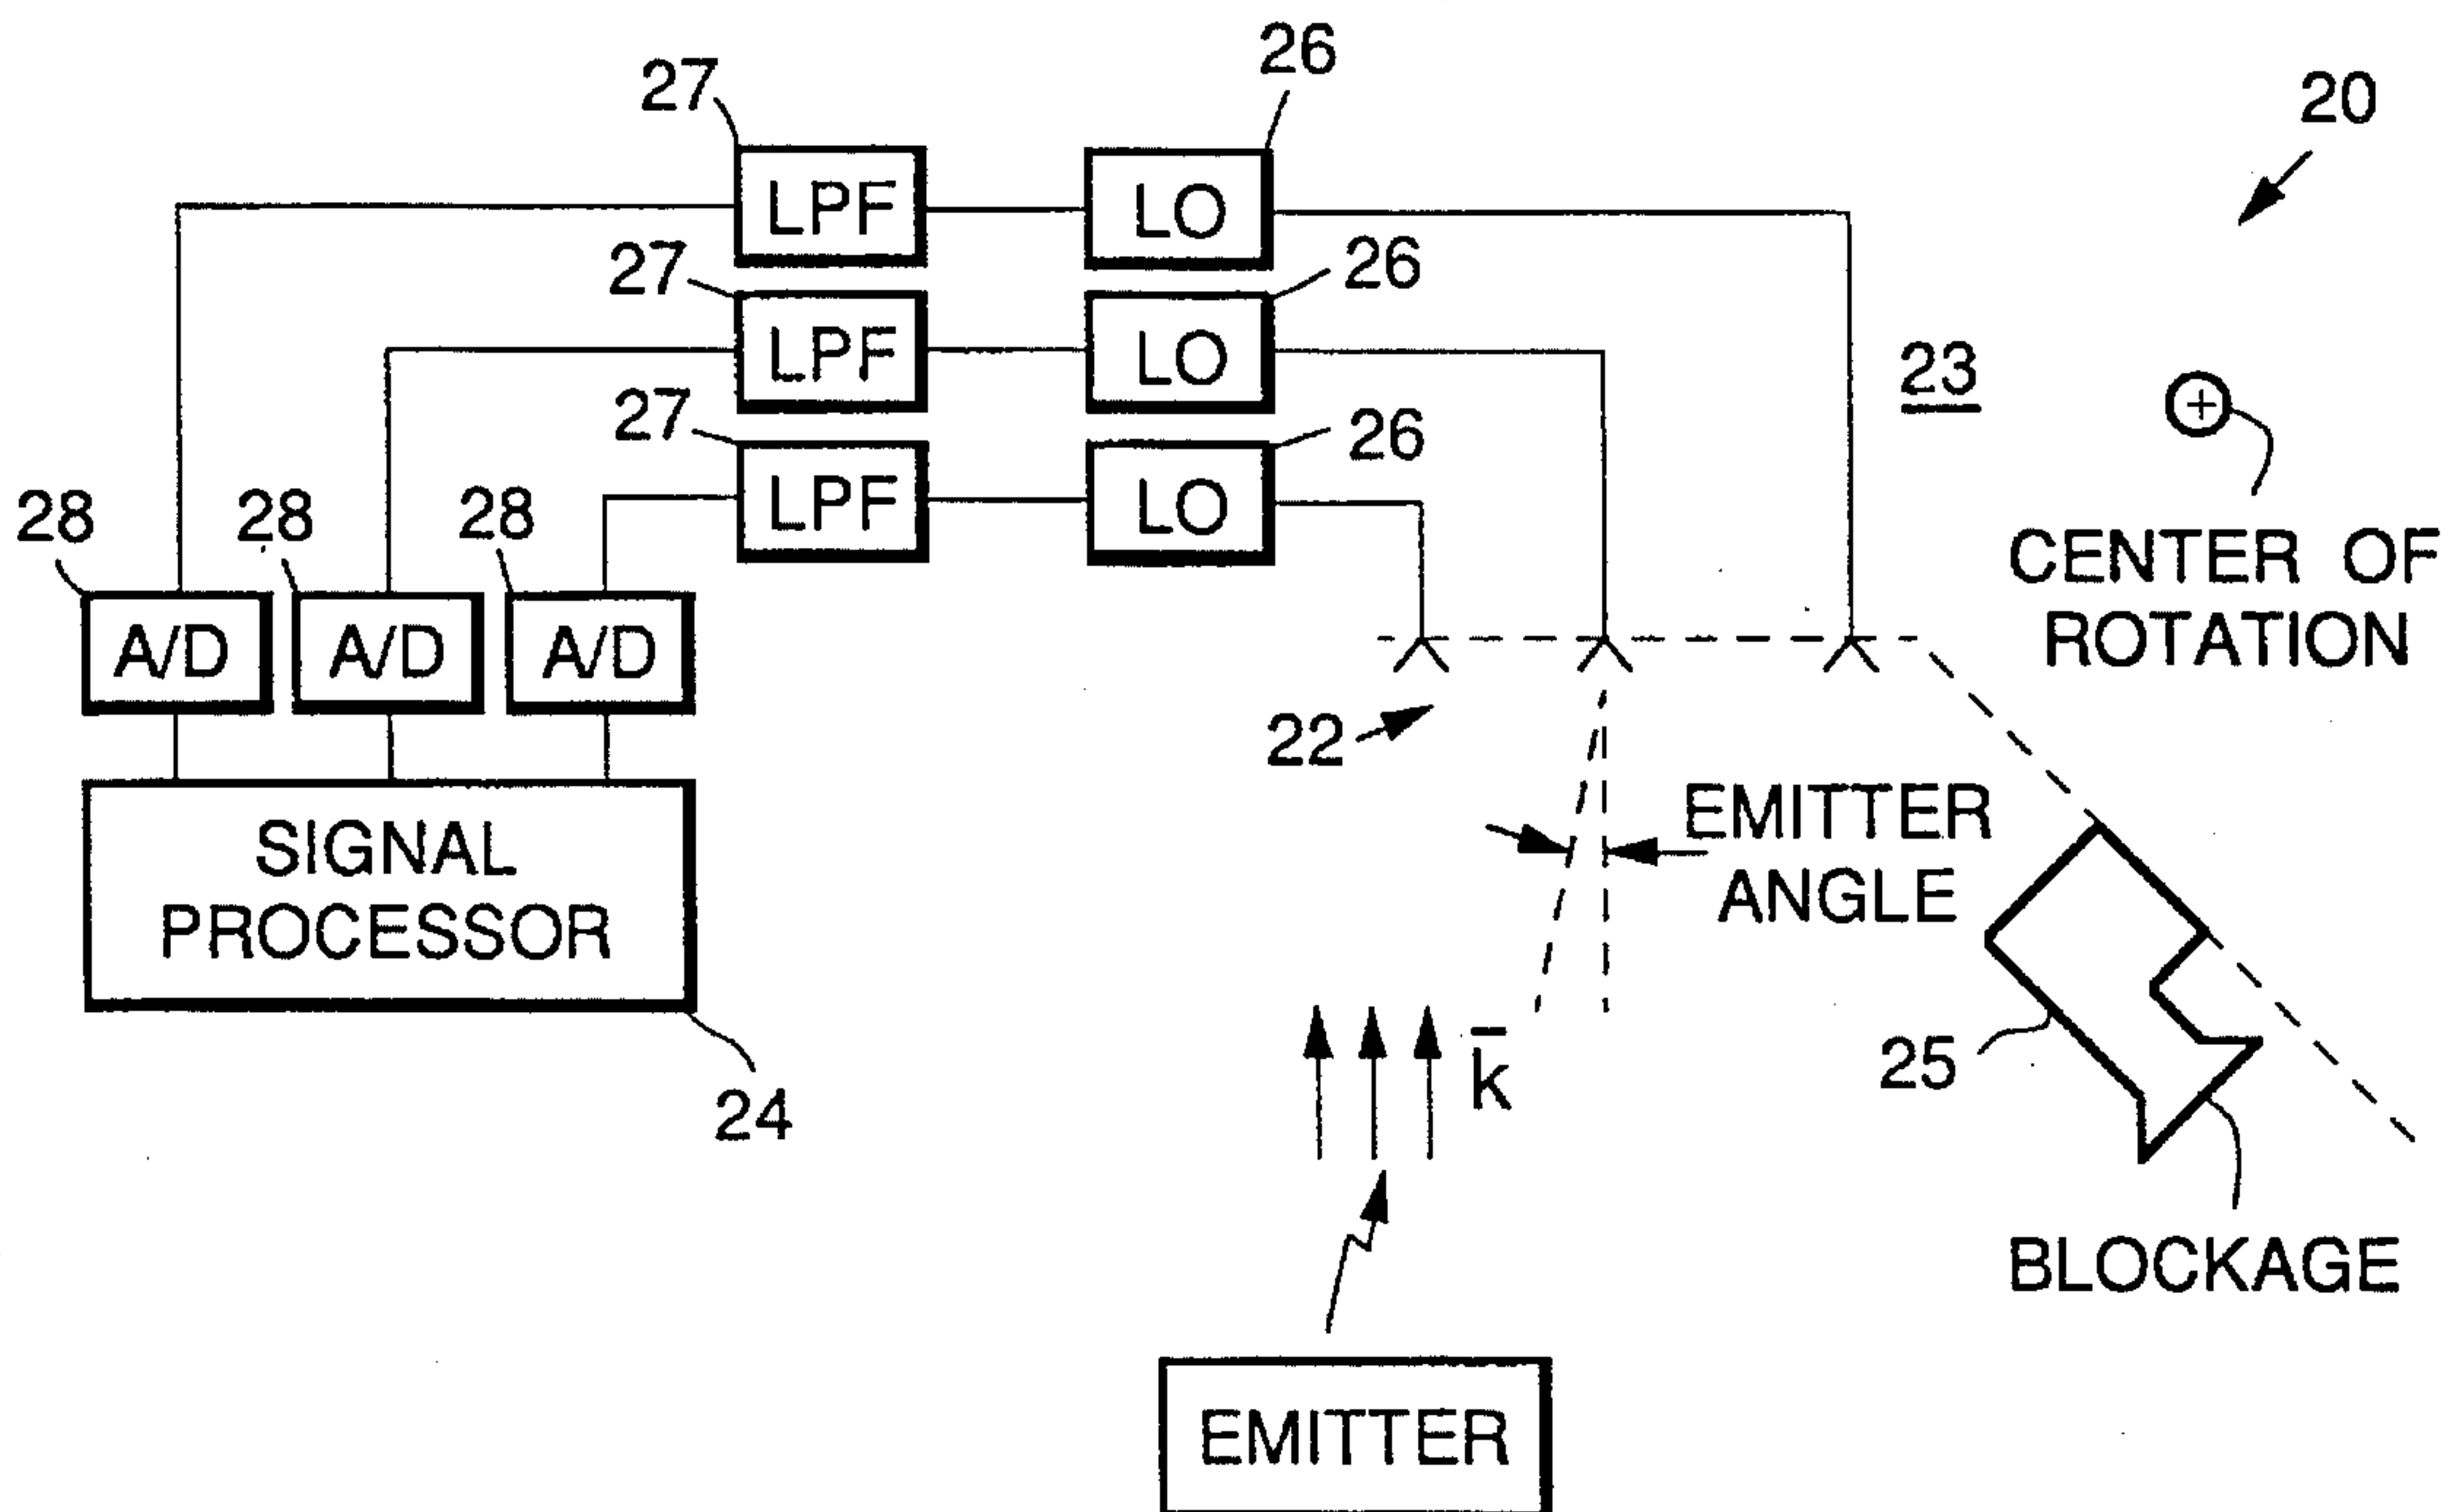 26
27
20
LPF
LO
27
26
23
LPF
LO
27
26
LPF
LO
28
28
28
CENTER OF
ROTATION
A/D
A/D
A/D
22
EMITTER
ANGLE
SIGNAL
PROCESSOR
k̄
25
24
BLOCKAGE
EMITTER